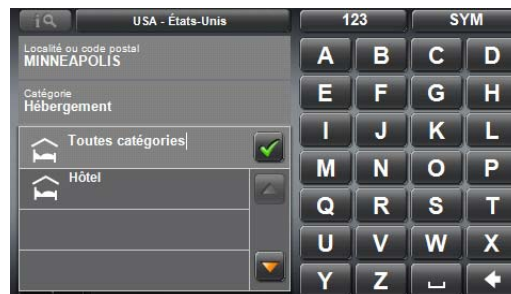 USA - États-Unis
Localité ou code postal
MINNEAPOLIS
Catégorie
Hébergement
Toutes catégories
Hôtel
123 SYM
A B C D
E F G H
I J K L
M N O P
Q R S T
U V W X
Y Z